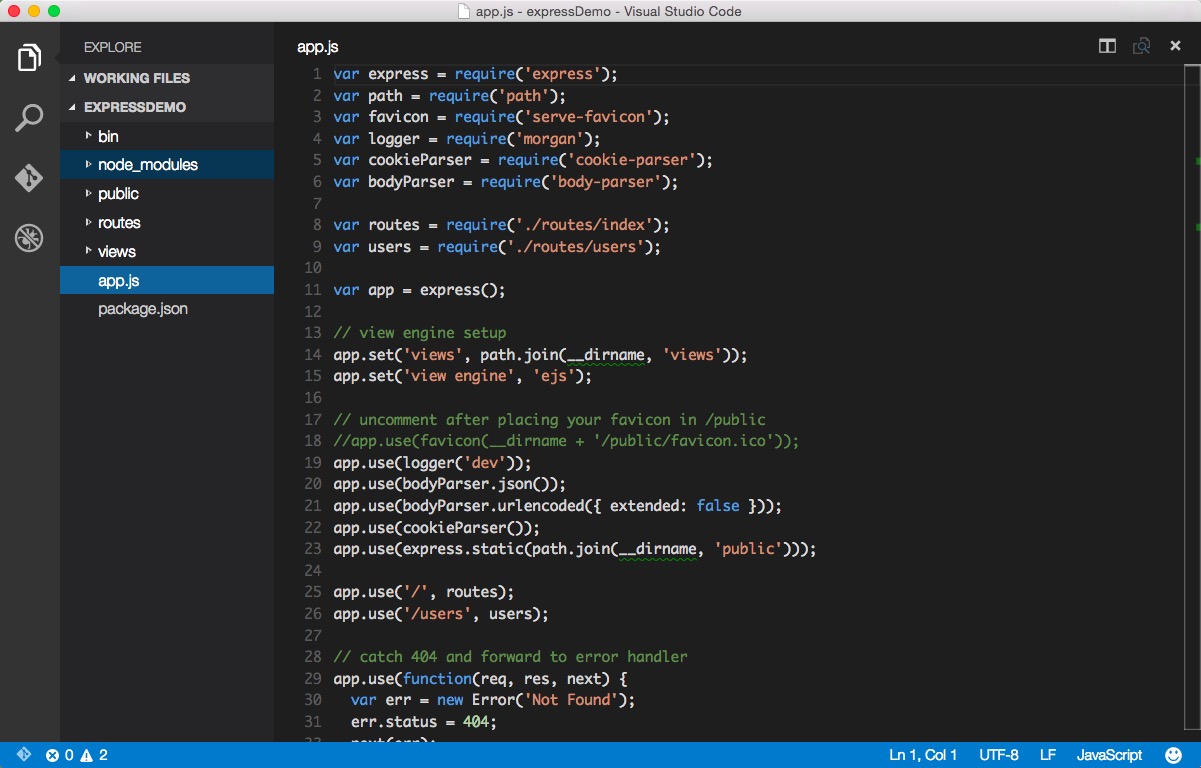 app.js - expressDemo - Visual Studio Code
EXPLORE
WORKING FILES
EXPRESSDEMO
bin
node_modules
public
routes
views
app.js
package.json
app.js
1 var express = require('express');
2 var path = require('path');
3 var favicon = require('serve-favicon');
4 var logger = require('morgan');
5 var cookieParser = require('cookie-parser');
6 var bodyParser = require('body-parser');
7
8 var routes = require('./routes/index');
9 var users = require('./routes/users');
10
11 var app = express();
12
13 // view engine setup
14 app.set('views', path.join(__dirname, 'views'));
15 app.set('view engine', 'ejs');
16
17 // uncomment after placing your favicon in /public
18 //app.use(favicon(__dirname + '/public/favicon.ico'));
19 app.use(logger('dev'));
20 app.use(bodyParser.json());
21 app.use(bodyParser.urlencoded({ extended: false }));
22 app.use(cookieParser());
23 app.use(express.static(path.join(__dirname, 'public')));
24
25 app.use('/', routes);
26 app.use('/users', users);
27
28 // catch 404 and forward to error handler
29 app.use(function(req, res, next) {
30   var err = new Error('Not Found');
31   err.status = 404;
32   next(err);
0 2 Ln 1, Col 1 UTF-8 LF JavaScript